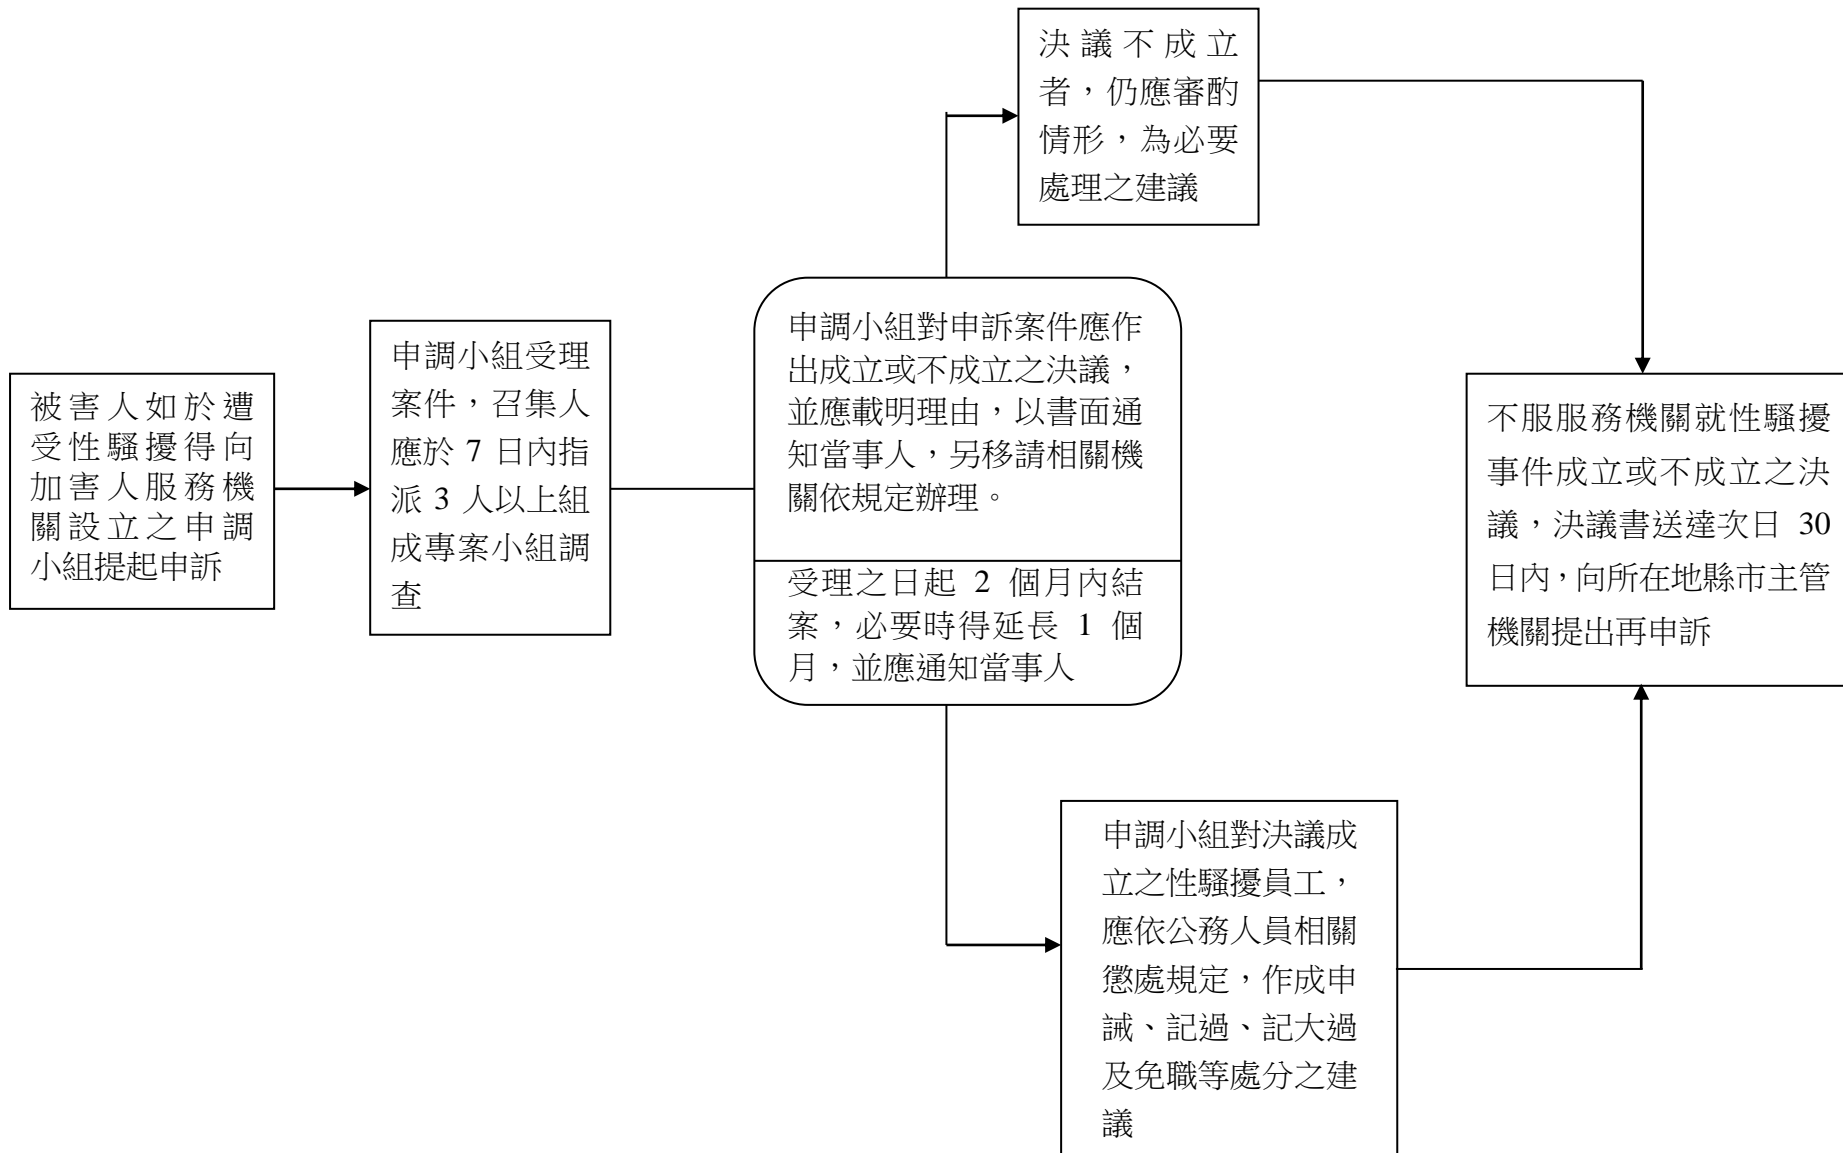 被害人如於遭
受性騷擾得向
加害人服務機
關設立之申調
小組提起申訴
申調小組受理
案件，召集人
應於 7 日內指
派 3 人以上組
成專案小組調
查
申調小組對申訴案件應作
出成立或不成立之決議，
並應載明理由，以書面通
知當事人，另移請相關機
關依規定辦理。
受理之日起 2 個月內結
案，必要時得延長 1 個
月，並應通知當事人
決議不成立
者，仍應審酌
情形，為必要
處理之建議
申調小組對決議成
立之性騷擾員工，
應依公務人員相關
懲處規定，作成申
誡、記過、記大過
及免職等處分之建
議
不服服務機關就性騷擾
事件成立或不成立之決
議，決議書送達次日 30
日內，向所在地縣市主管
機關提出再申訴